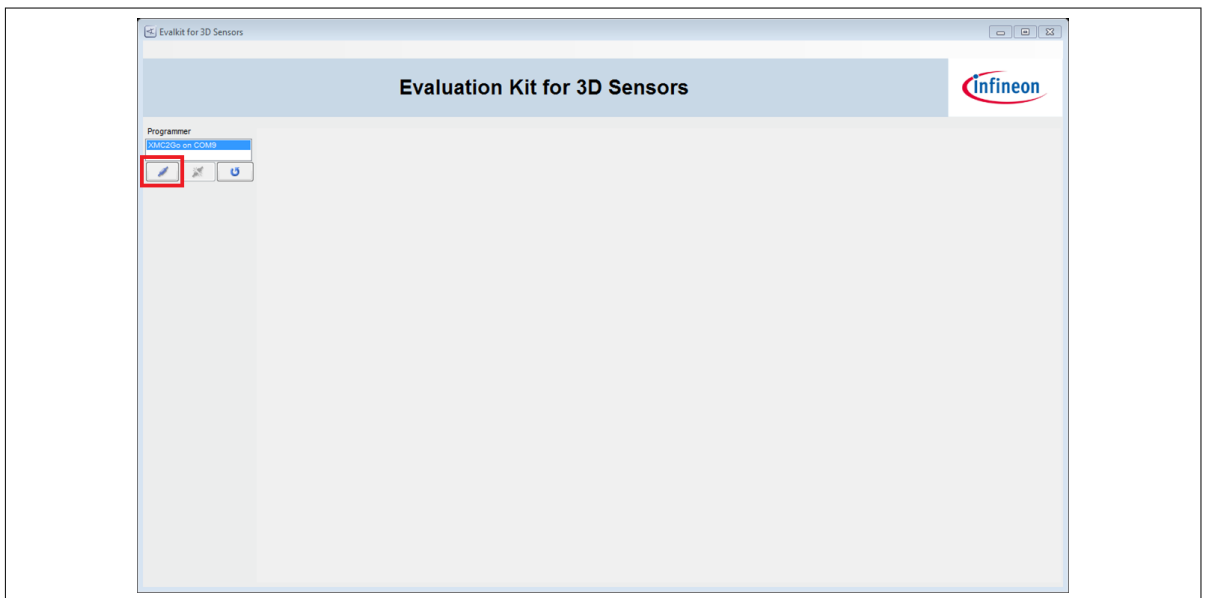 Evalkit for 3D Sensors
Evaluation Kit for 3D Sensors
infineon
Programmer
XMC2Go on COM9